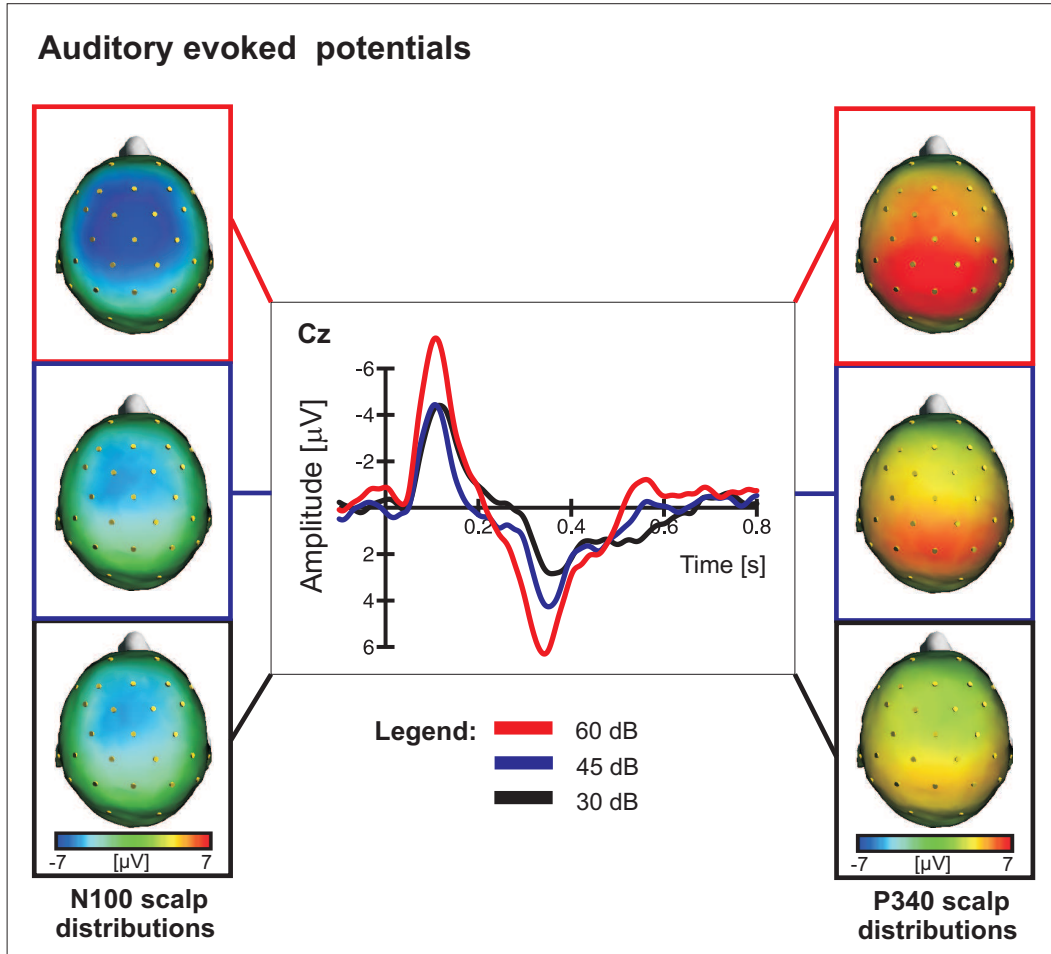 Auditory evoked potentials
Cz
-6
-4
-2
2
4
6
Amplitude [μV]
0.2
0.4
0.6
0.8
Time [s]
Legend:
60 dB
45 dB
30 dB
-7 [μV] 7
N100 scalp
distributions
-7 [μV] 7
P340 scalp
distributions